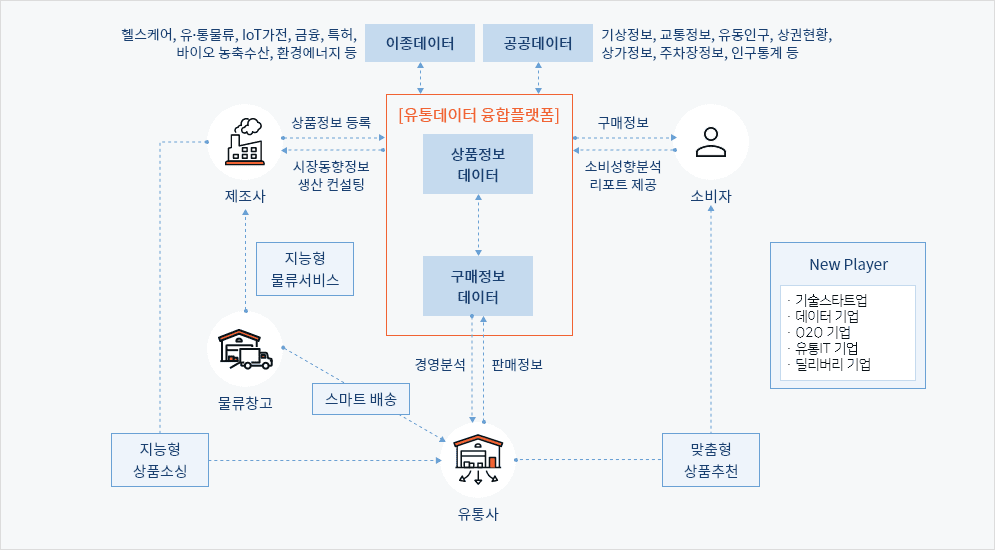 헬스케어, 유·통물류, IoT가전, 금융, 특허,
바이오 농축수산, 환경에너지 등
이종데이터
공공데이터
기상정보, 교통정보, 유동인구, 상권현황,
상가정보, 주차장정보, 인구통계 등
[유통데이터 융합플랫폼]
상품정보 등록
구매정보
상품정보
데이터
시장동향정보
생산 컨설팅
소비성향분석
리포트 제공
제조사
소비자
지능형
물류서비스
구매정보
데이터
New Player
· 기술스타트업
· 데이터 기업
· O2O 기업
· 유통IT 기업
· 딜리버리 기업
경영분석
판매정보
물류창고
스마트 배송
지능형
상품소싱
맞춤형
상품추천
유통사